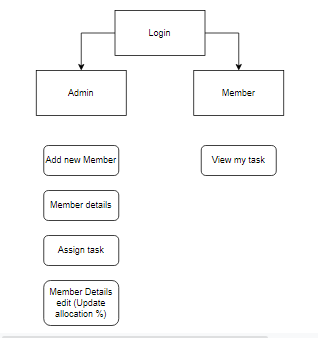 Login
Admin
Member
Add new Member
View my task
Member details
Assign task
Member Details
edit (Update
allocation %)